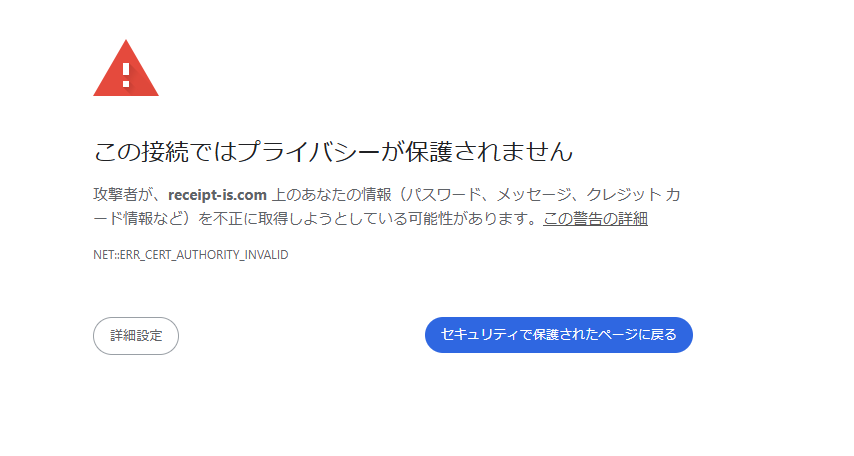 この接続ではプライバシーが保護されません
攻撃者が、receipt-is.com 上のあなたの情報（パスワード、メッセージ、クレジット カ
ード情報など）を不正に取得しようとしている可能性があります。この警告の詳細
NET::ERR_CERT_AUTHORITY_INVALID
詳細設定
セキュリティで保護されたページに戻る